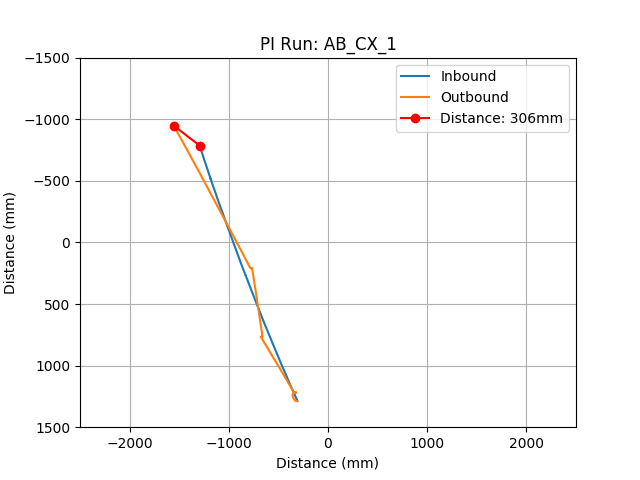 PI Run: AB_CX_1
Inbound
Outbound
Distance: 306mm
−1500
−1000
−500
0
500
1000
1500
Distance (mm)
−2000
−1000
0
1000
2000
Distance (mm)